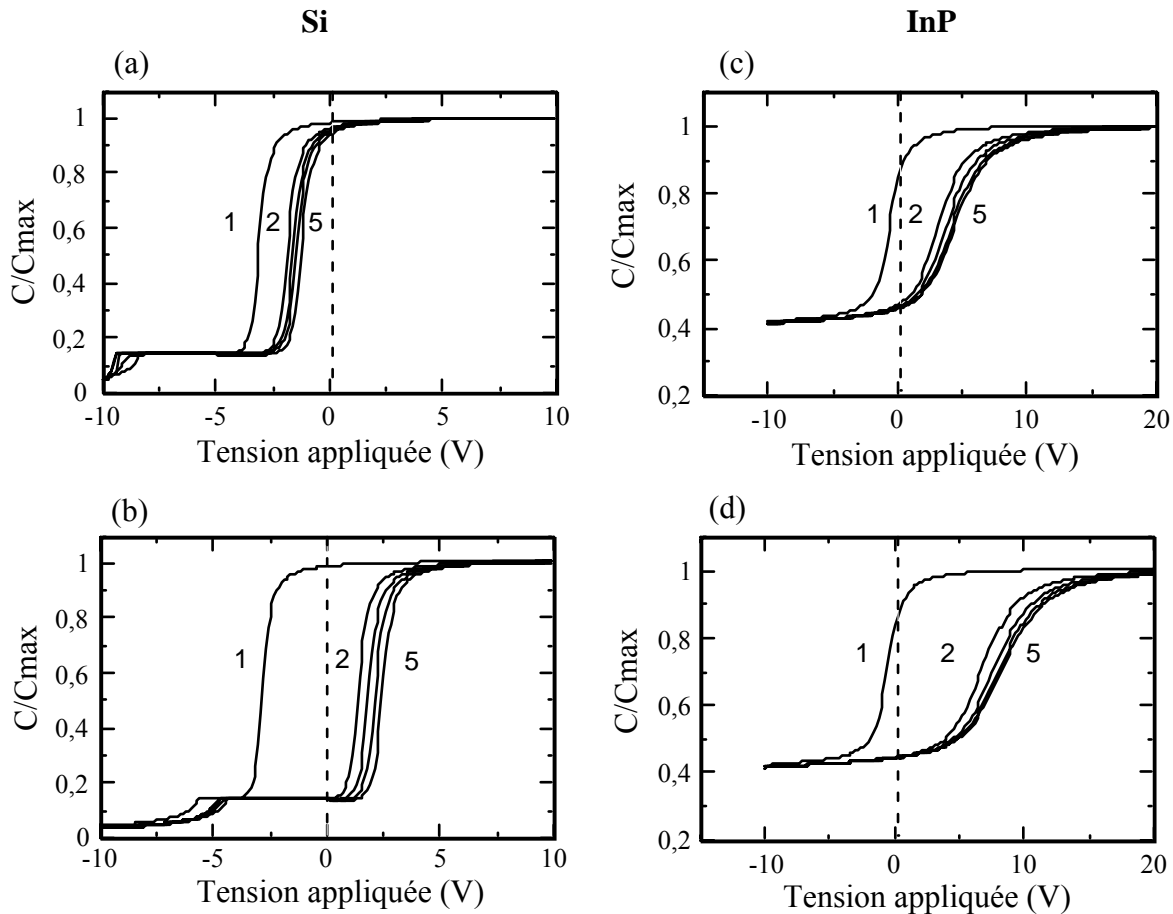 Si
InP
(a)
1
0,8
0,6
0,4
0,2
0
C/Cmax
1 2 5
-10 -5 0 5 10
Tension appliquée (V)
(c)
1
0,8
0,6
0,4
0,2
C/Cmax
1 2 5
-10 0 10 20
Tension appliquée (V)
(b)
1
0,8
0,6
0,4
0,2
0
C/Cmax
1 2 5
-10 -5 0 5 10
Tension appliquée (V)
(d)
1
0,8
0,6
0,4
0,2
C/Cmax
1 2 5
-10 0 10 20
Tension appliquée (V)